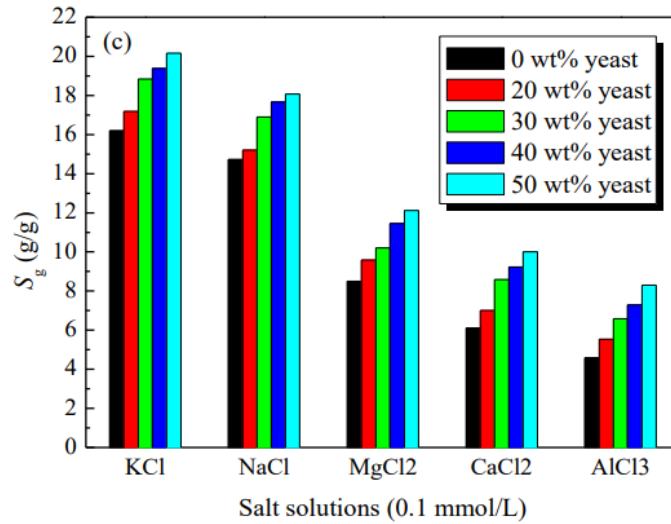 (c)
0 wt% yeast
20 wt% yeast
30 wt% yeast
40 wt% yeast
50 wt% yeast
22
20
18
16
14
12
10
8
6
4
2
0
Sg (g/g)
KCl NaCl MgCl2 CaCl2 AlCl3
Salt solutions (0.1 mmol/L)